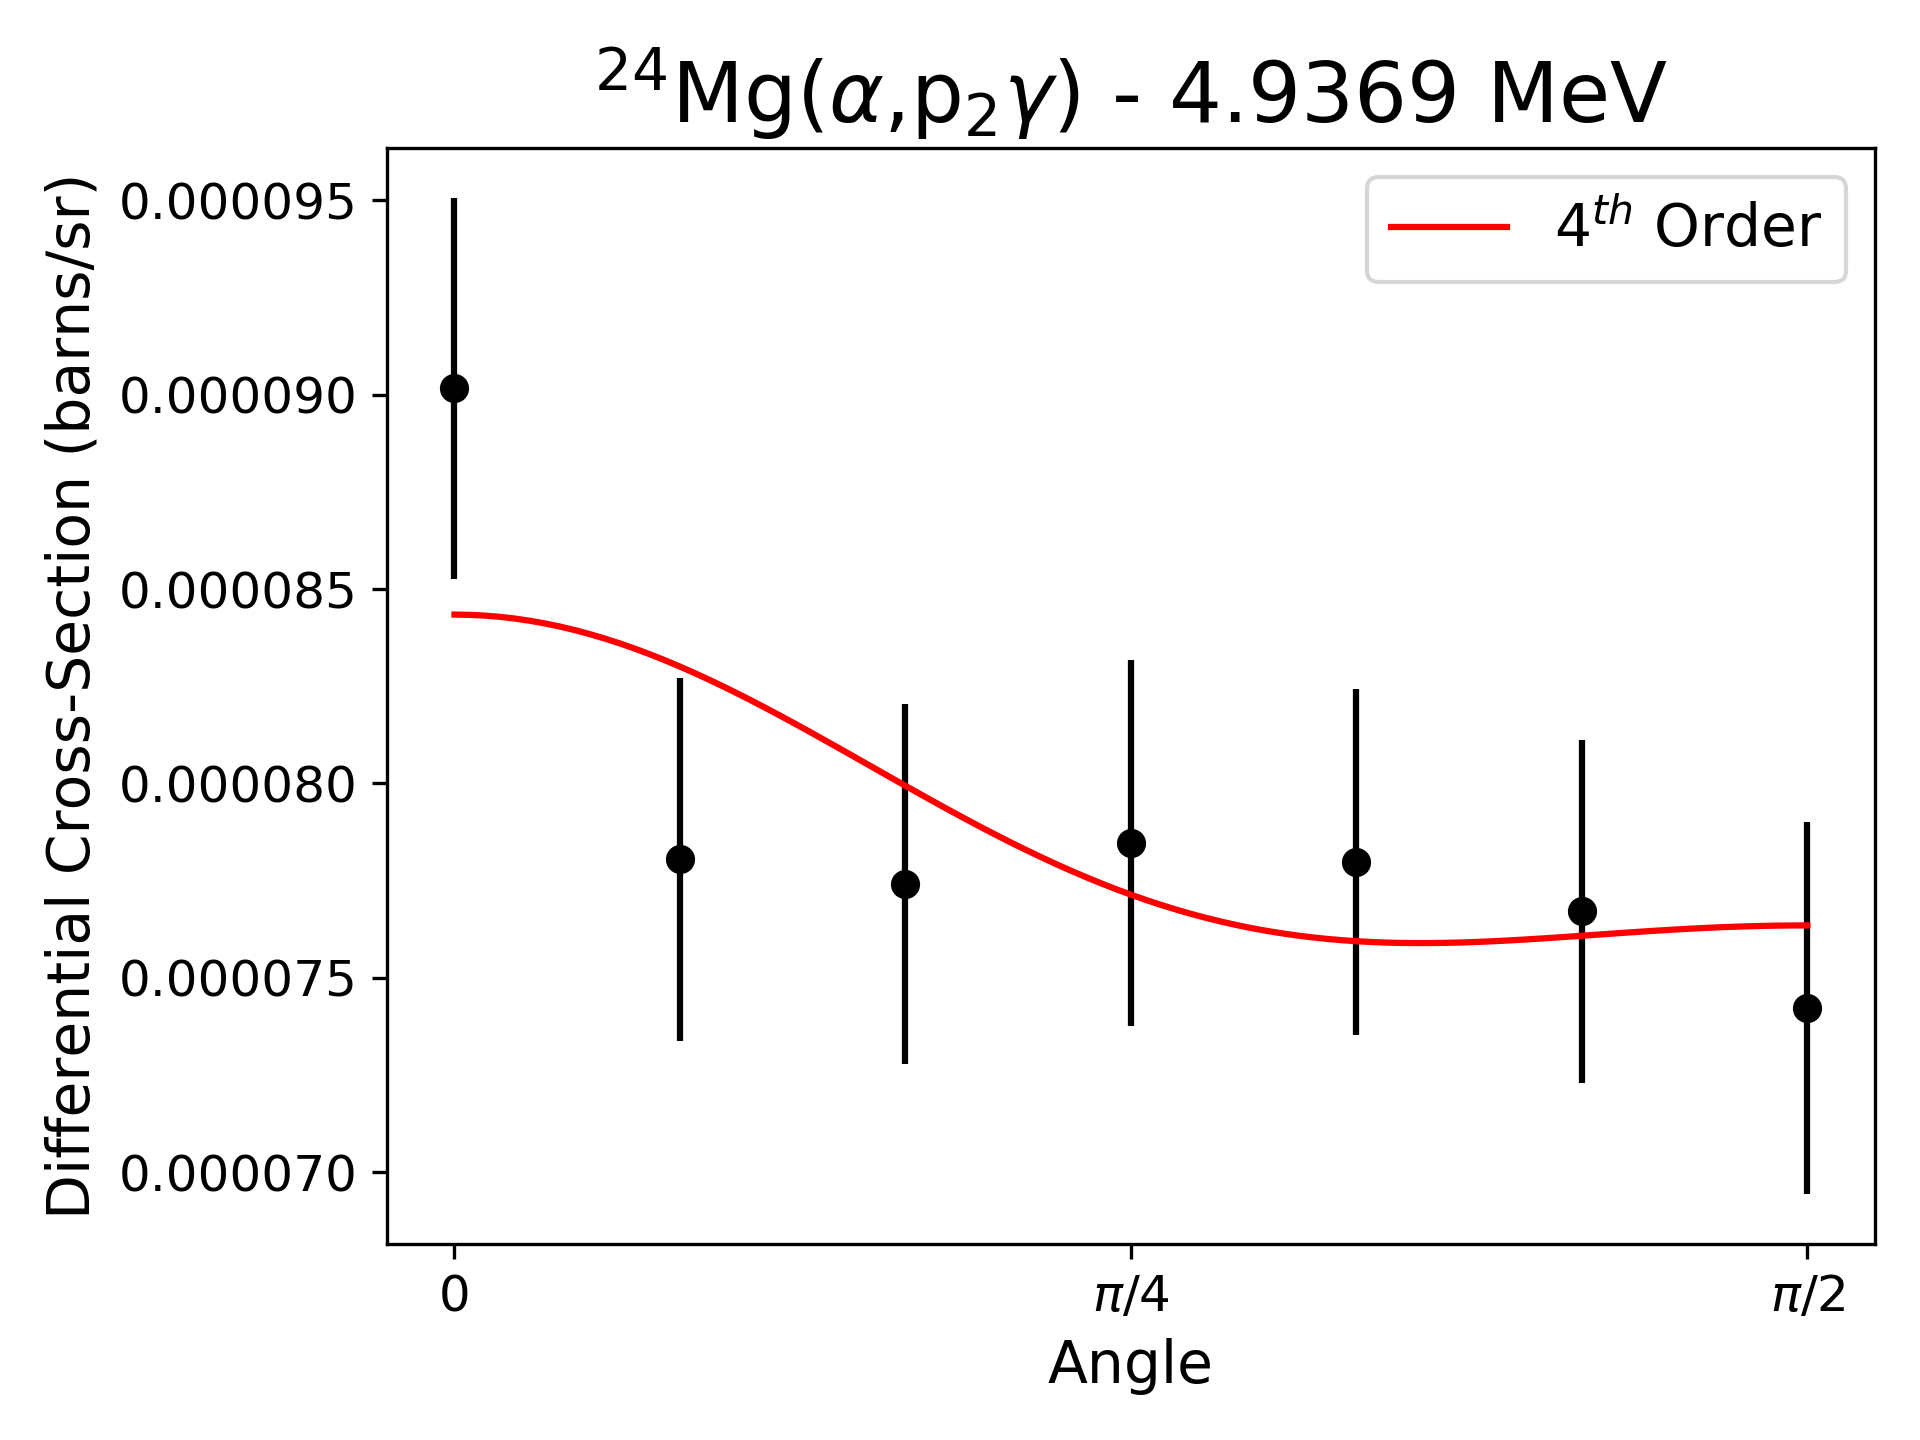 ²⁴Mg(α,p₂γ) - 4.9369 MeV
4ᵗʰ Order
Differential Cross-Section (barns/sr)
0.000095
0.000090
0.000085
0.000080
0.000075
0.000070
0
π/4
π/2
Angle